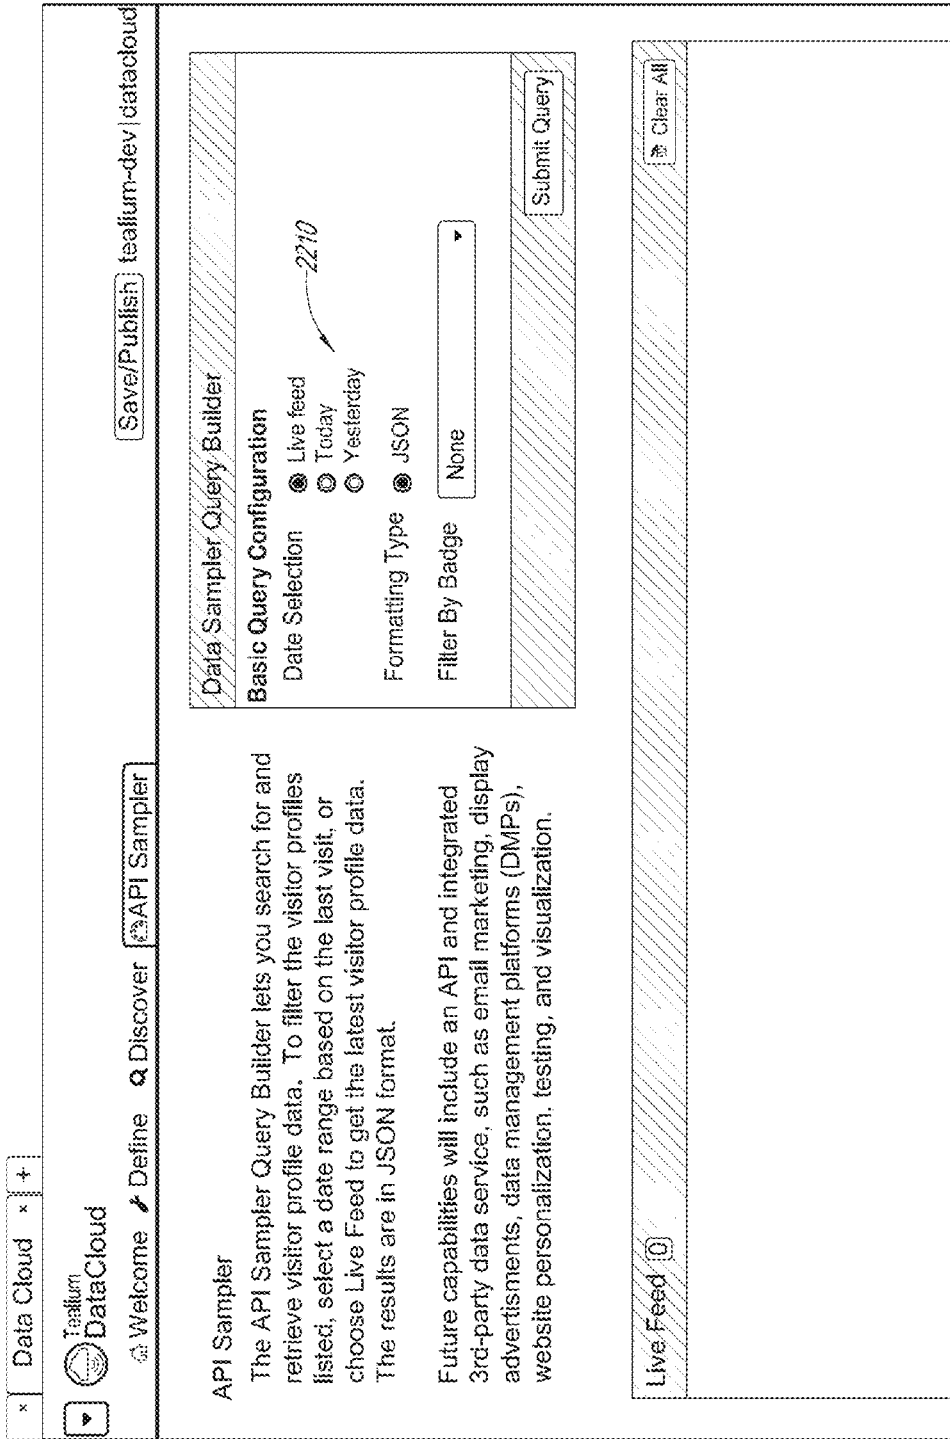 Data Cloud × +
Tealium
DataCloud
Welcome Define Discover API Sampler
Save/Publish tealium-dev|datacloud
API Sampler
The API Sampler Query Builder lets you search for and
retrieve visitor profile data. To filter the visitor profiles
listed, select a date range based on the last visit, or
choose Live Feed to get the latest visitor profile data.
The results are in JSON format.
Future capabilities will include an API and integrated
3rd-party data service, such as email marketing, display
advertisments, data management platforms (DMPs),
website personalization, testing, and visualization.
Data Sampler Query Builder
Basic Query Configuration
Date Selection Live feed
Today
Yesterday
2210
Formatting Type JSON
Filter By Badge None
Submit Query
Live Feed 0 Clear All